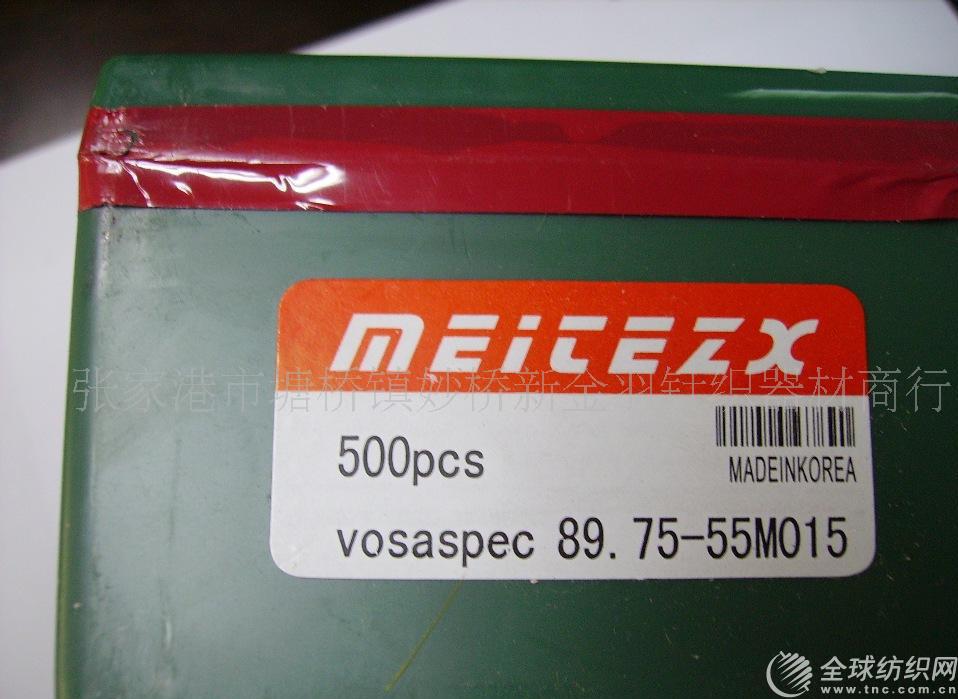 MEITEZX
张家港市塘桥镇妙桥新金羽针织器材商行
500pcs
MADEINKOREA
vosaspec 89. 75-55M015
全球纺织网
www.tnc.com.cn